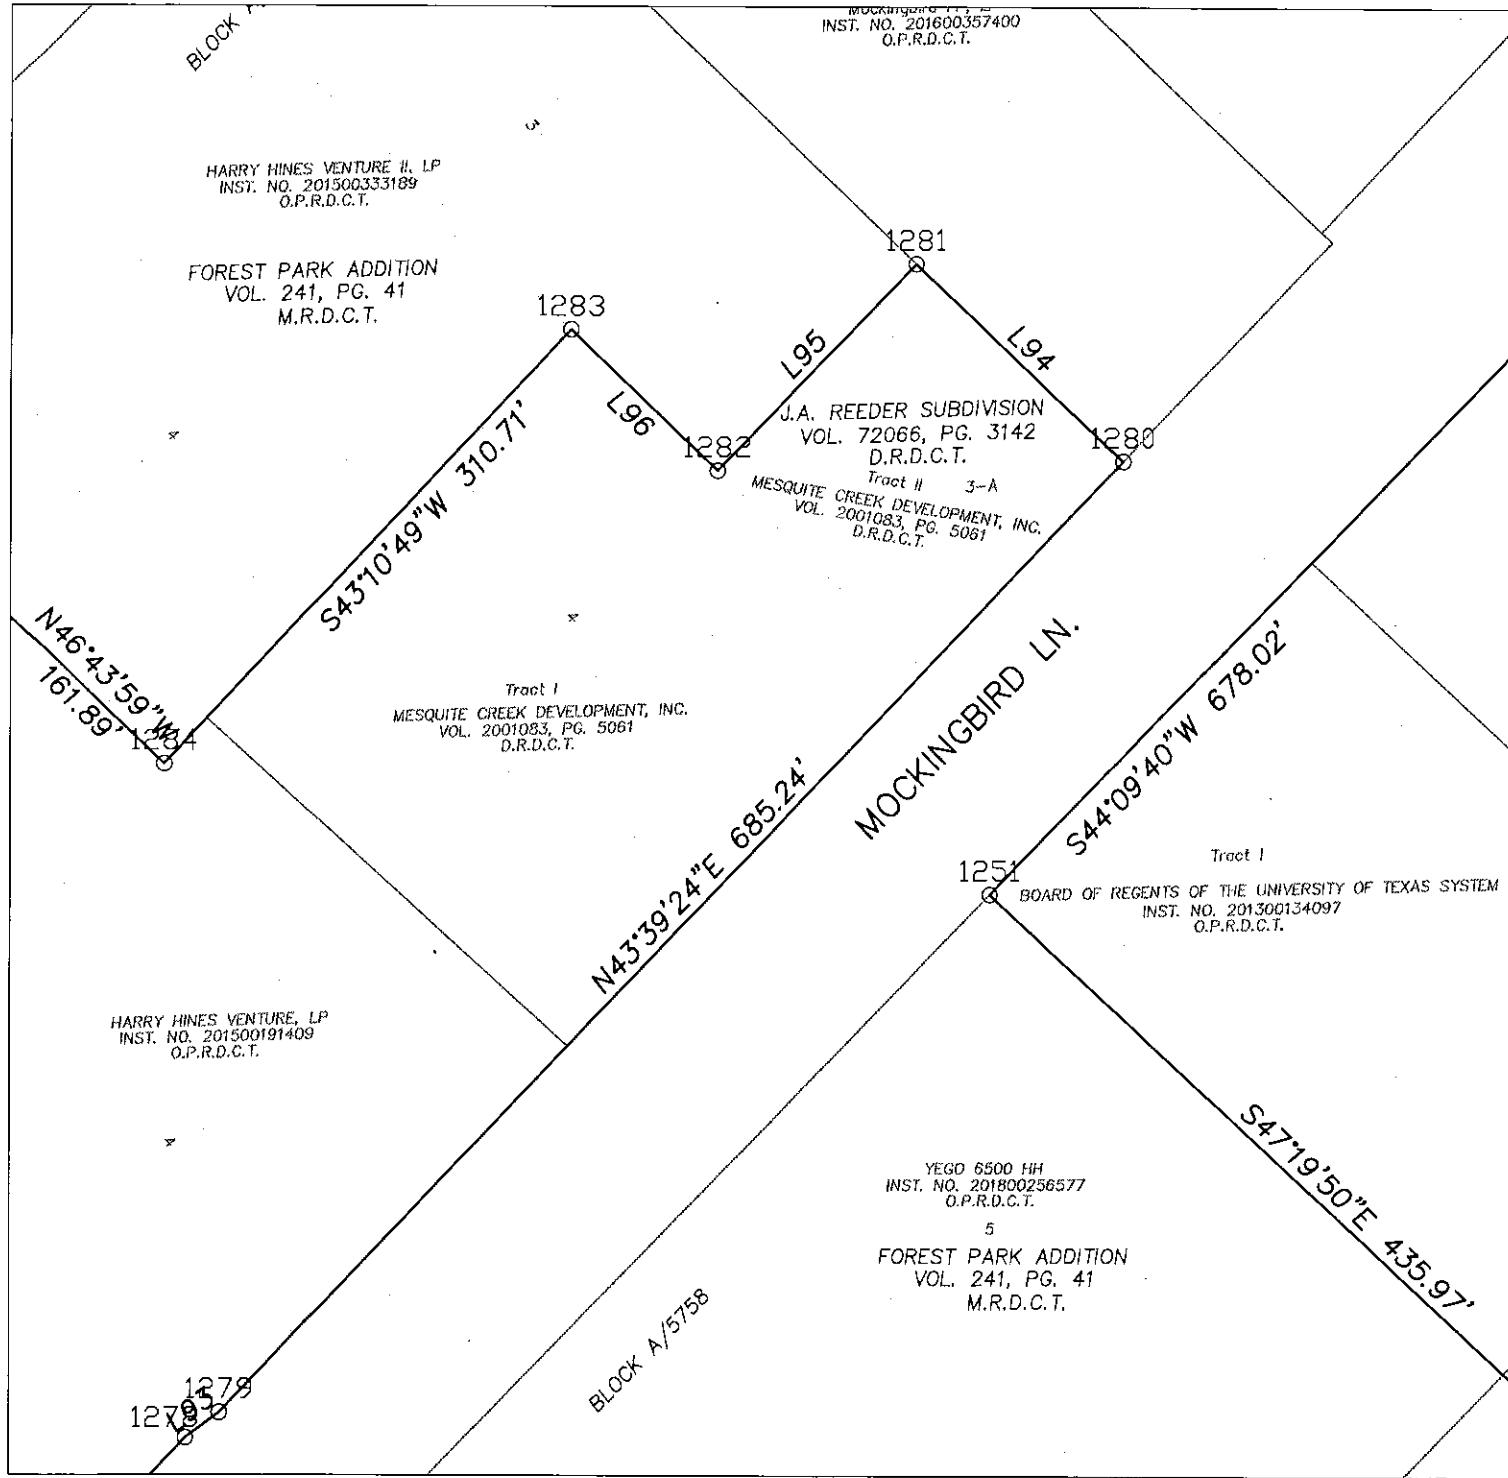 INST. NO. 201600357400
O.P.R.D.C.T.
BLOCK
3
HARRY HINES VENTURE II, LP
INST. NO. 201500333189
O.P.R.D.C.T.
FOREST PARK ADDITION
VOL. 241, PG. 41
M.R.D.C.T.
1281
1283
L95
L94
L96
1282
1280
J.A. REEDER SUBDIVISION
VOL. 72066, PG. 3142
D.R.D.C.T.
Tract II 3-A
MESQUITE CREEK DEVELOPMENT, INC.
VOL. 2001083, PG. 5061
D.R.D.C.T.
4
S43°10'49"W 310.71'
N46°43'59"W
161.89'
1284
4
Tract I
MESQUITE CREEK DEVELOPMENT, INC.
VOL. 2001083, PG. 5061
D.R.D.C.T.
MOCKINGBIRD LN.
S44°09'40"W 678.02'
N43°39'24"E 685.24'
1251
Tract I
BOARD OF REGENTS OF THE UNIVERSITY OF TEXAS SYSTEM
INST. NO. 201300134097
O.P.R.D.C.T.
HARRY HINES VENTURE, LP
INST. NO. 201500191409
O.P.R.D.C.T.
4
S47°19'50"E 435.97'
YEGO 6500 HH
INST. NO. 201800256577
O.P.R.D.C.T.
5
FOREST PARK ADDITION
VOL. 241, PG. 41
M.R.D.C.T.
BLOCK A/5758
1279
L93
1278